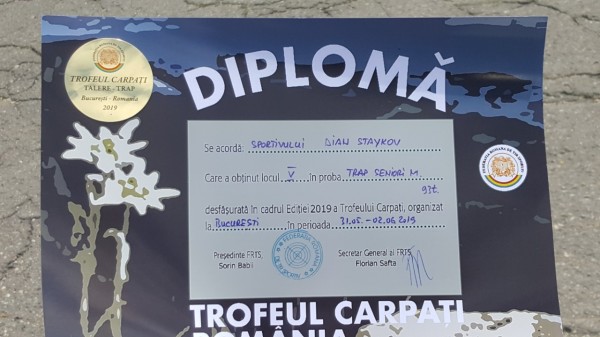 TROFEUL CARPAȚI
TALERE - TRAP
București - Romania
2019
DIPLOMĂ
Se acordă: SPORTIVULUI DIAN STAYKOV
Care a obținut locul V în proba TRAP SENIORI M.
93t.
desfășurată în cadrul Ediției 2019 a Trofeului Carpați, organizat
la BUCUREȘTI în perioada 31.05.-02.06.2019
Președinte FRTS,
Sorin Babii
Secretar General al FRTS
Florian Safta
TROFEUL CARPAȚI
ROMÂNIA